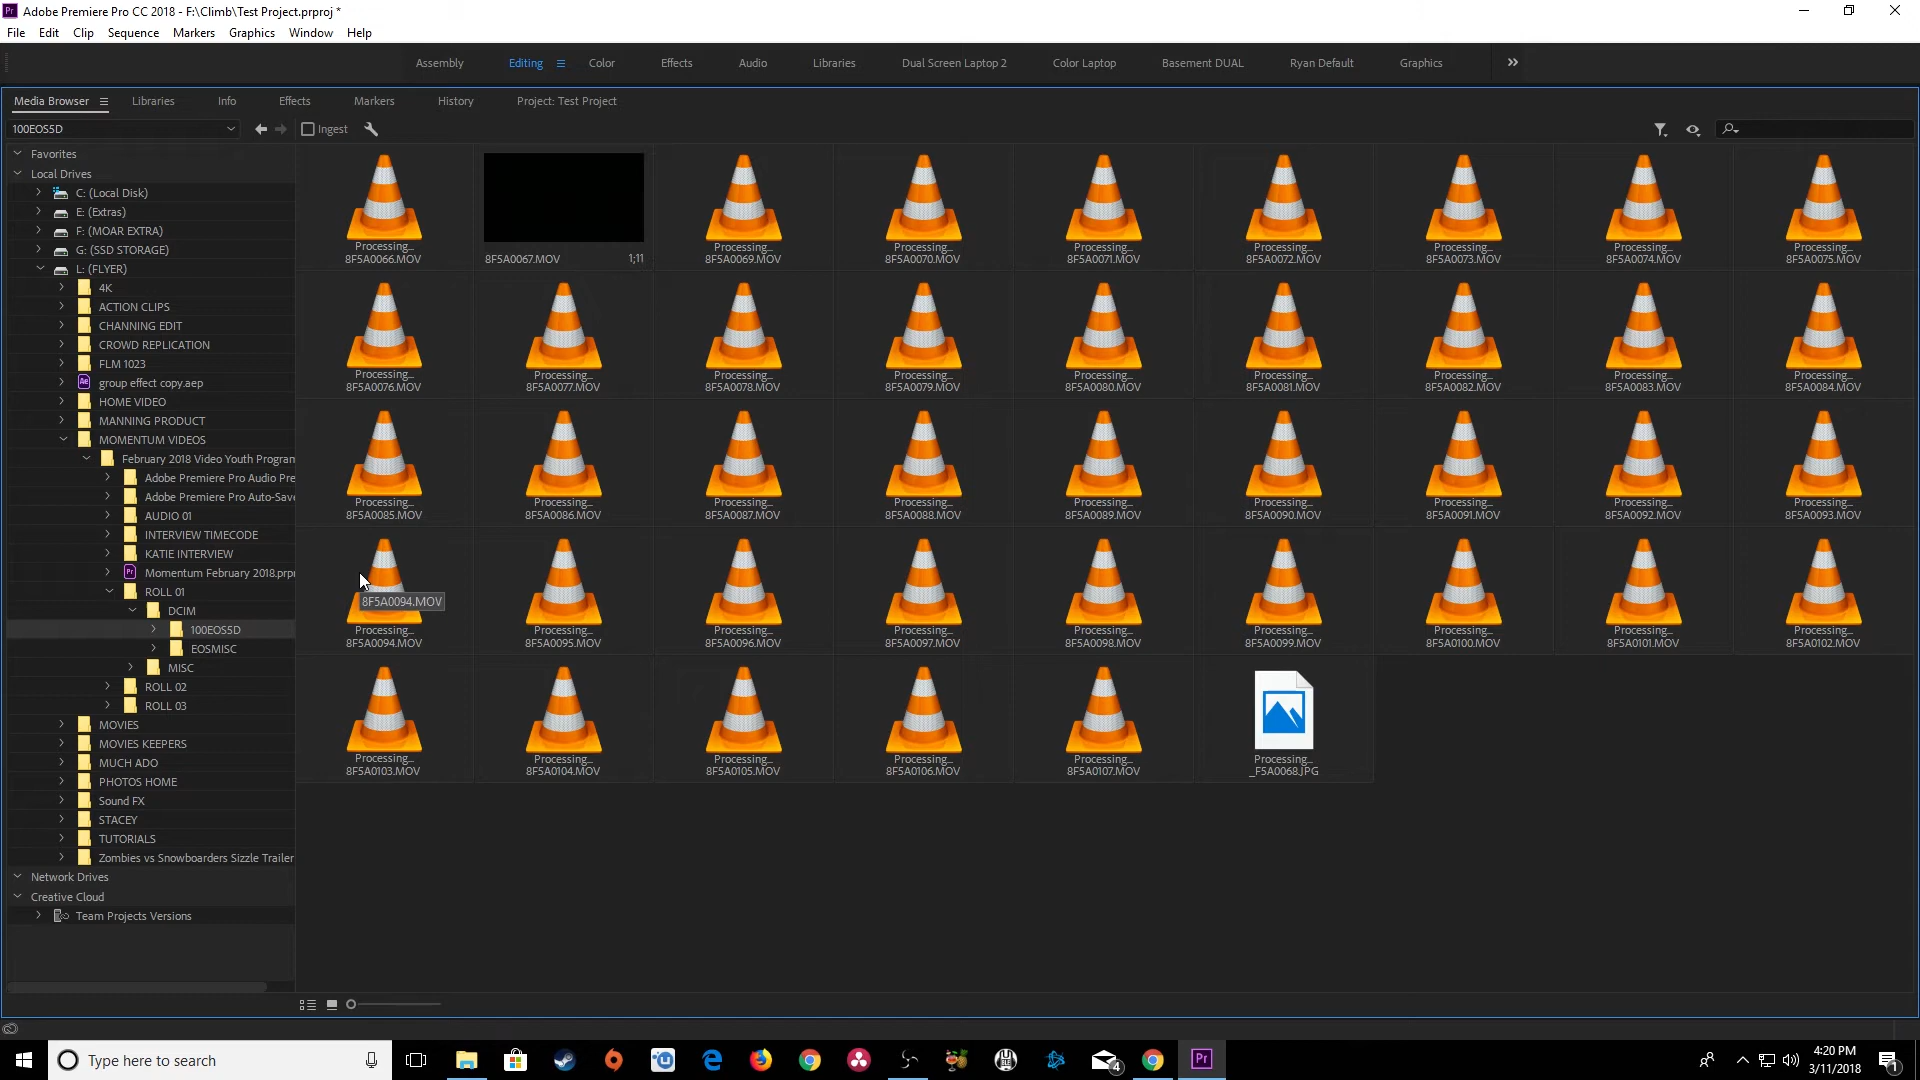 Adobe Premiere Pro CC 2018 - F:\Climb\Test Project.prproj *
File Edit Clip Sequence Markers Graphics Window Help
Assembly Editing Color Effects Audio Libraries Dual Screen Laptop 2 Color Laptop Basement DUAL Ryan Default Graphics
Media Browser Libraries Info Effects Markers History Project: Test Project
100EOS5D Ingest
Favorites
Local Drives
C: (Local Disk)
E: (Extras)
F: (MOAR EXTRA)
G: (SSD STORAGE)
L: (FLYER)
4K
ACTION CLIPS
CHANNING EDIT
CROWD REPLICATION
FLM 1023
group effect copy.aep
HOME VIDEO
MANNING PRODUCT
MOMENTUM VIDEOS
February 2018 Video Youth Program
Adobe Premiere Pro Audio Pre
Adobe Premiere Pro Auto-Save
AUDIO 01
INTERVIEW TIMECODE
KATIE INTERVIEW
Momentum February 2018.prpr
ROLL 01
DCIM
100EOS5D
EOSMISC
MISC
ROLL 02
ROLL 03
MOVIES
MOVIES KEEPERS
MUCH ADO
PHOTOS HOME
Sound FX
STACEY
TUTORIALS
Zombies vs Snowboarders Sizzle Trailer
Network Drives
Creative Cloud
Team Projects Versions
Processing... Processing... Processing... Processing... Processing... Processing... Processing... Processing...
8F5A0066.MOV 8F5A0067.MOV 1;11 8F5A0069.MOV 8F5A0070.MOV 8F5A0071.MOV 8F5A0072.MOV 8F5A0073.MOV 8F5A0074.MOV 8F5A0075.MOV
Processing... Processing... Processing... Processing... Processing... Processing... Processing... Processing... Processing...
8F5A0076.MOV 8F5A0077.MOV 8F5A0078.MOV 8F5A0079.MOV 8F5A0080.MOV 8F5A0081.MOV 8F5A0082.MOV 8F5A0083.MOV 8F5A0084.MOV
Processing... Processing... Processing... Processing... Processing... Processing... Processing... Processing... Processing...
8F5A0085.MOV 8F5A0086.MOV 8F5A0087.MOV 8F5A0088.MOV 8F5A0089.MOV 8F5A0090.MOV 8F5A0091.MOV 8F5A0092.MOV 8F5A0093.MOV
8F5A0094.MOV
Processing... Processing... Processing... Processing... Processing... Processing... Processing... Processing... Processing...
8F5A0094.MOV 8F5A0095.MOV 8F5A0096.MOV 8F5A0097.MOV 8F5A0098.MOV 8F5A0099.MOV 8F5A0100.MOV 8F5A0101.MOV 8F5A0102.MOV
Processing... Processing... Processing... Processing... Processing... Processing...
8F5A0103.MOV 8F5A0104.MOV 8F5A0105.MOV 8F5A0106.MOV 8F5A0107.MOV _F5A0068.JPG
Type here to search
4
4:20 PM
3/11/2018
1